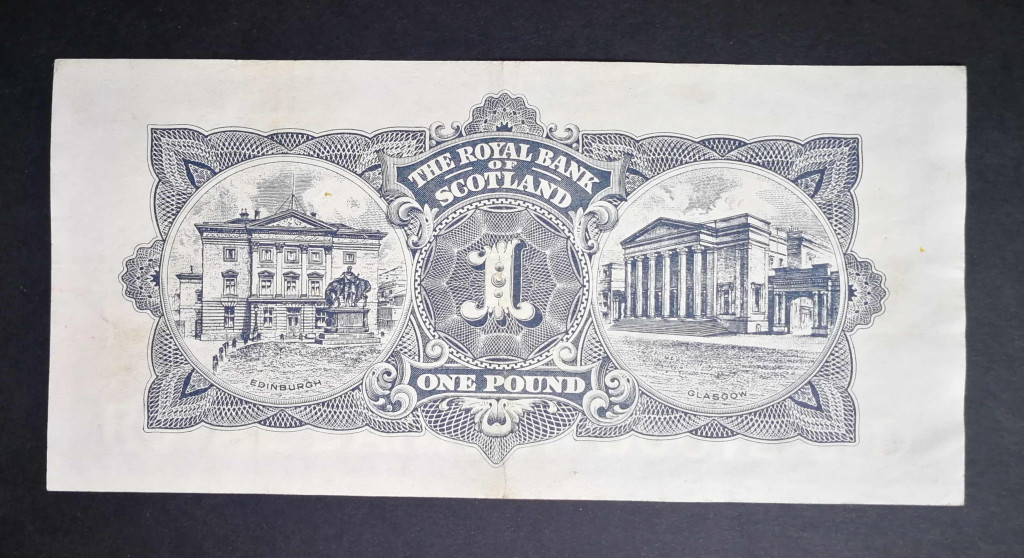 THE ROYAL BANK
OF
SCOTLAND
1
ONE POUND
EDINBURGH
GLASGOW